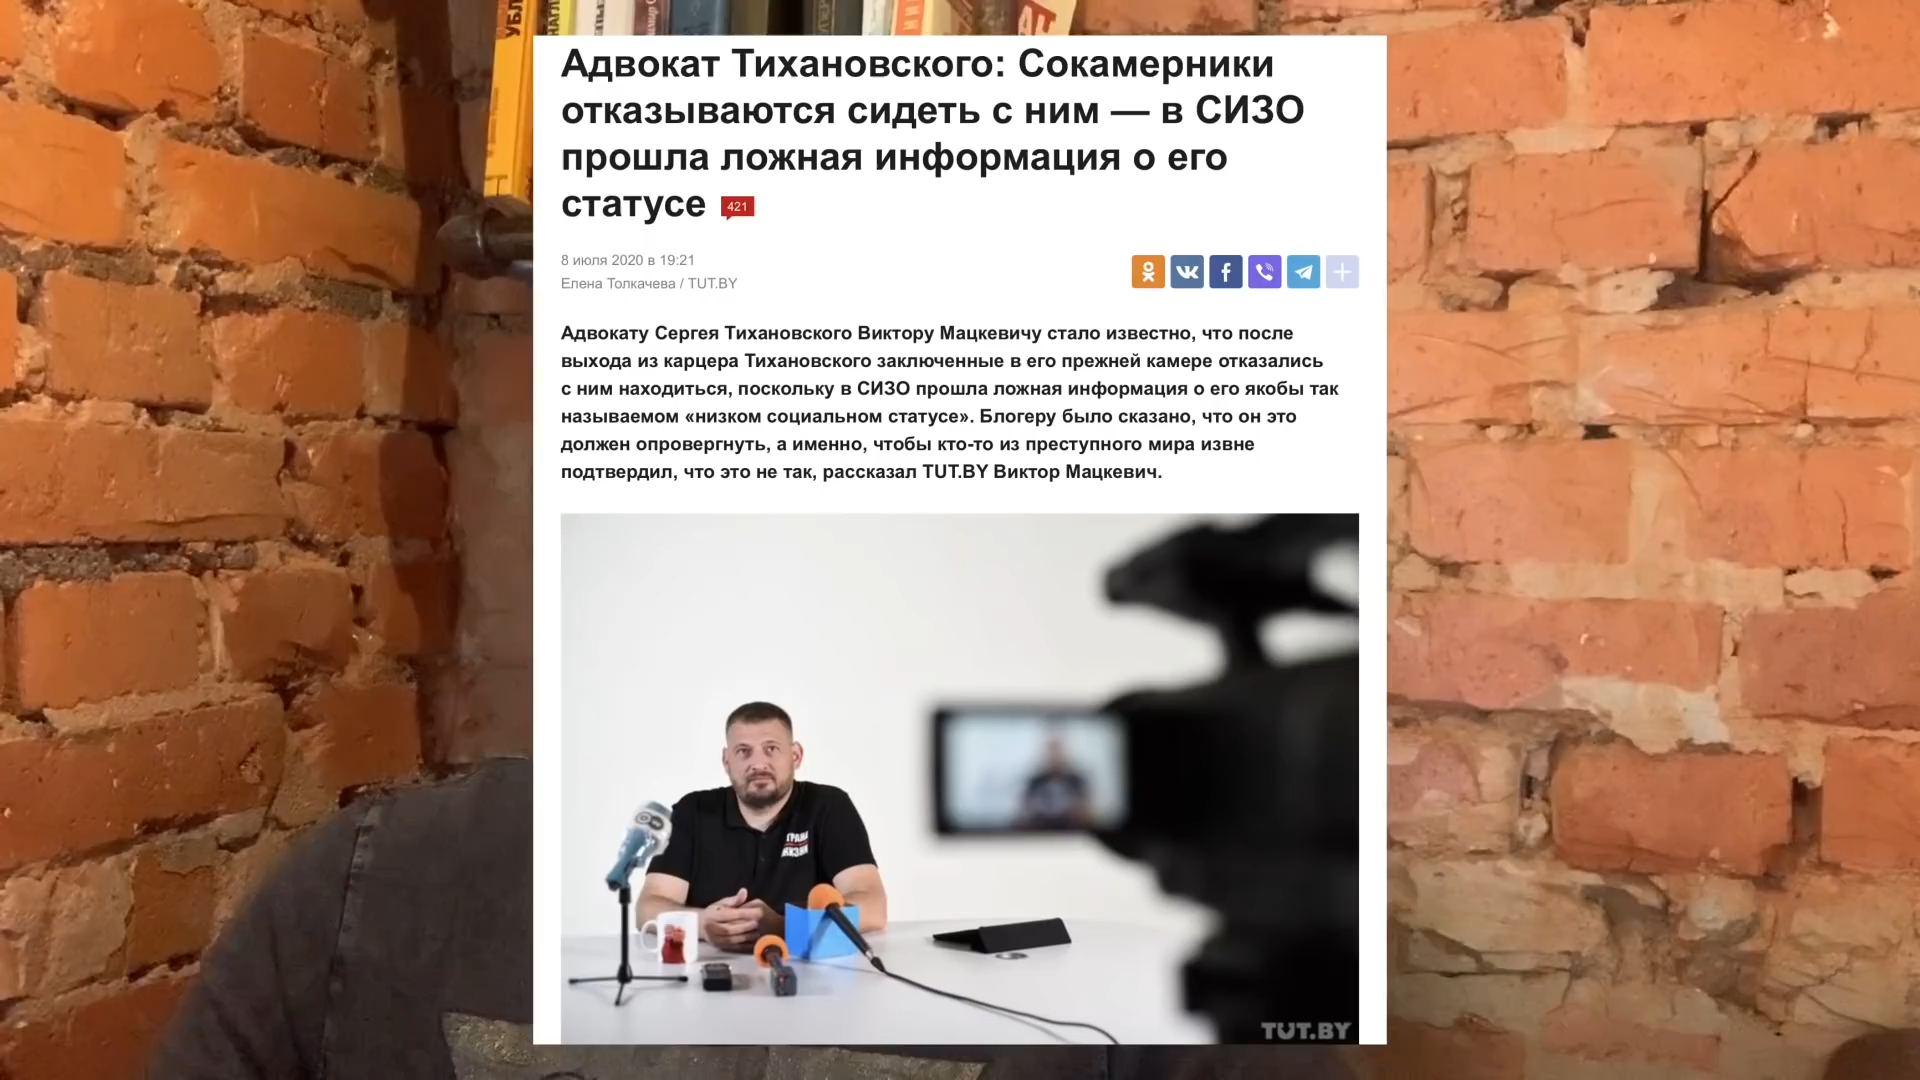 Адвокат Тихановского: Сокамерники
отказываются сидеть с ним — в СИЗО
прошла ложная информация о его
статусе 421
8 июля 2020 в 19:21
Елена Толкачева / TUT.BY
Адвокату Сергея Тихановского Виктору Мацкевичу стало известно, что после
выхода из карцера Тихановского заключенные в его прежней камере отказались
с ним находиться, поскольку в СИЗО прошла ложная информация о его якобы так
называемом «низком социальном статусе». Блогеру было сказано, что он это
должен опровергнуть, а именно, чтобы кто-то из преступного мира извне
подтвердил, что это не так, рассказал TUT.BY Виктор Мацкевич.
TUT.BY